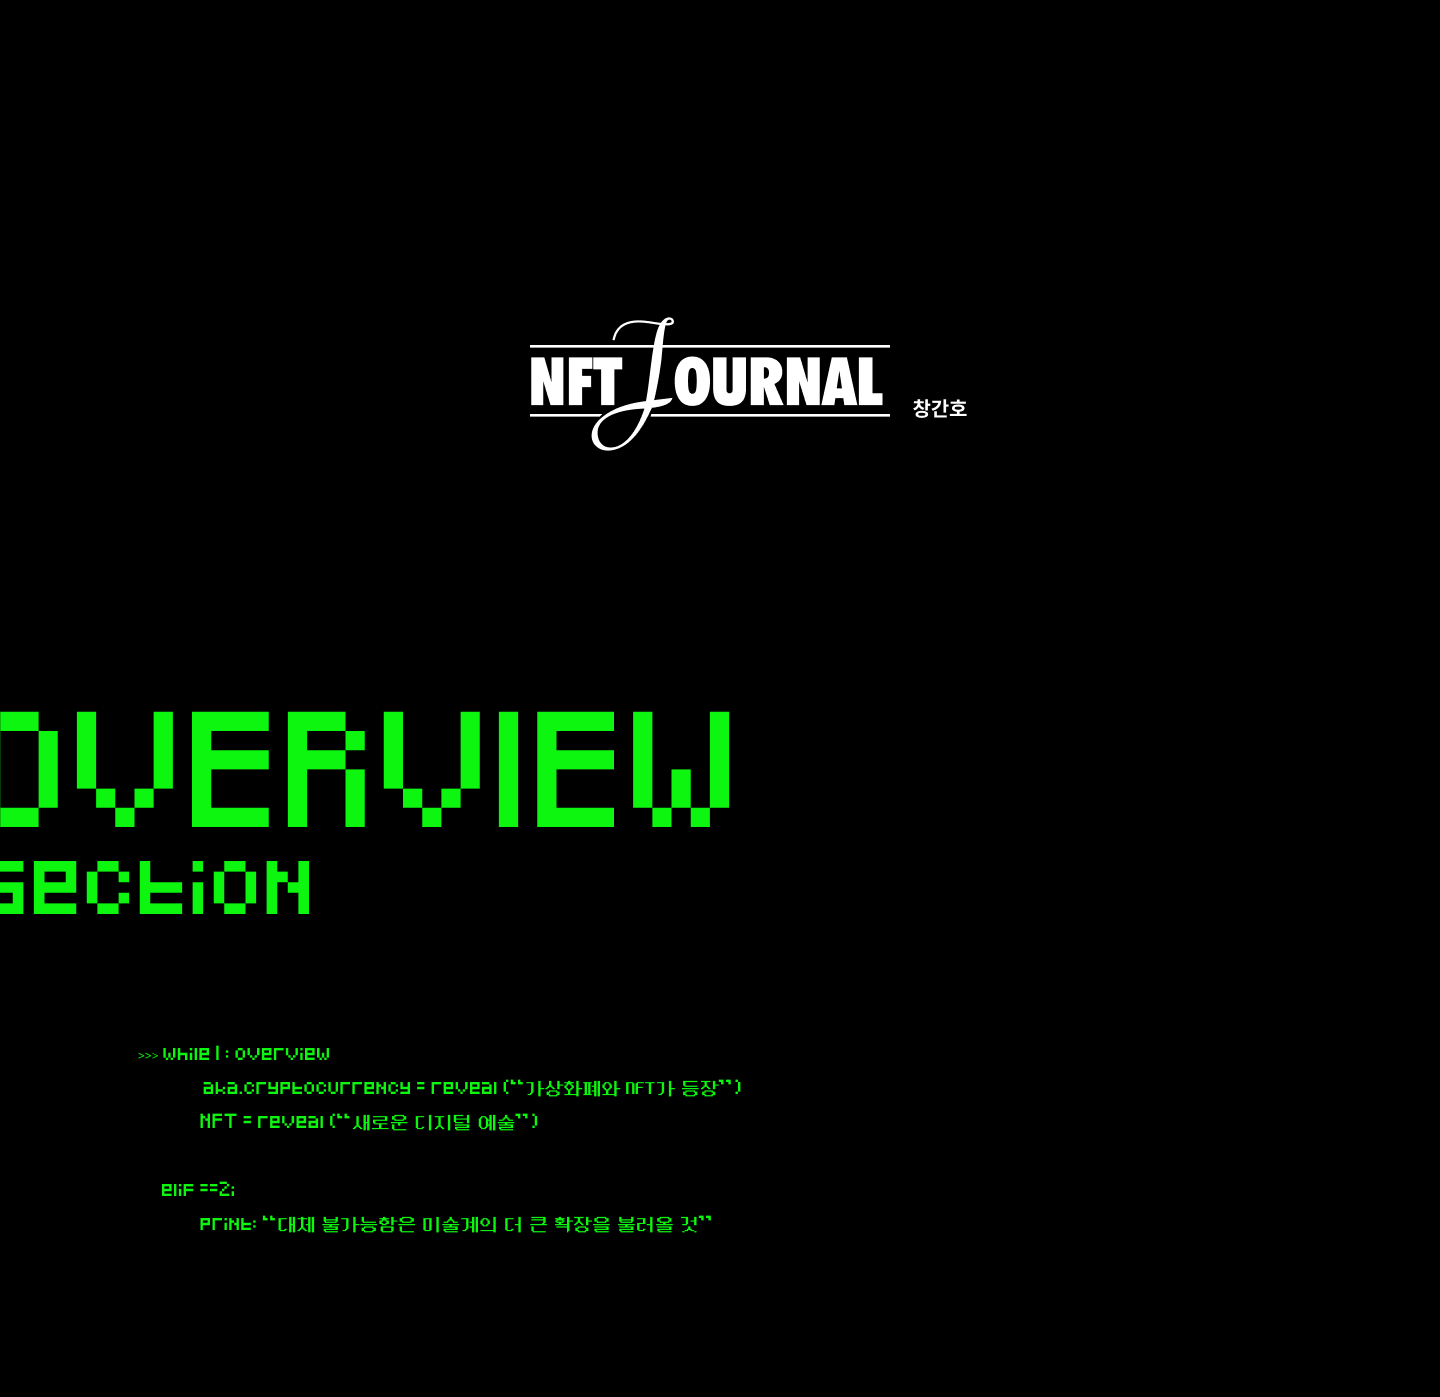 NFT JOURNAL 창간호
OVERVIEW
section
>>> while 1 : overview
aka.cryptocurrency = reveal (“가상화폐와 NFT가 등장”)
NFT = reveal (“새로운 디지털 예술”)
elif ==2;
print: “대체 불가능함은 미술계의 더 큰 확장을 불러올 것”